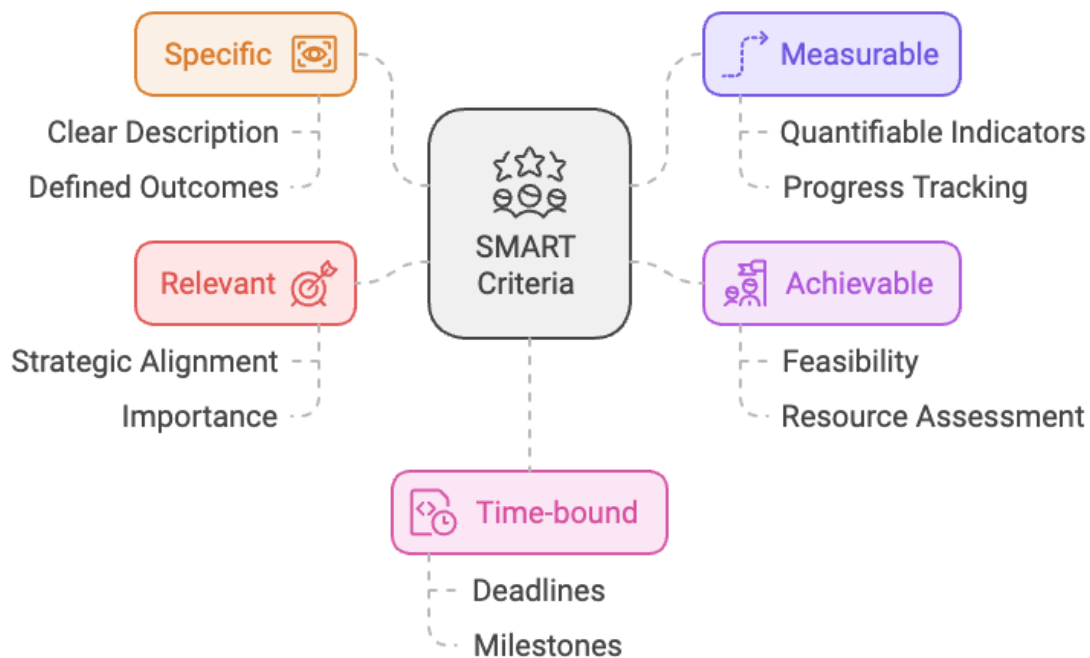 Specific
Clear Description
Defined Outcomes
Measurable
Quantifiable Indicators
Progress Tracking
SMART
Criteria
Relevant
Strategic Alignment
Importance
Achievable
Feasibility
Resource Assessment
Time-bound
Deadlines
Milestones